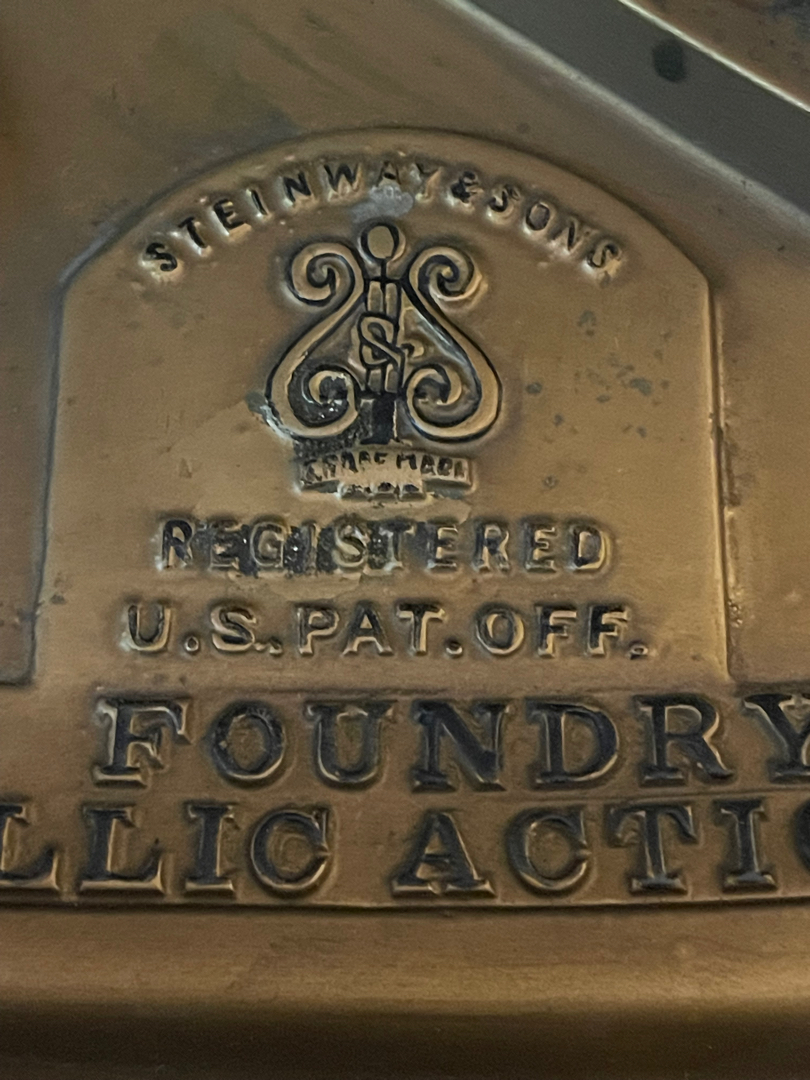 STEINWAY & SONS
&
TRADE MARK
REGISTERED
U.S. PAT. OFF.
FOUNDRY
LLIC ACTIO